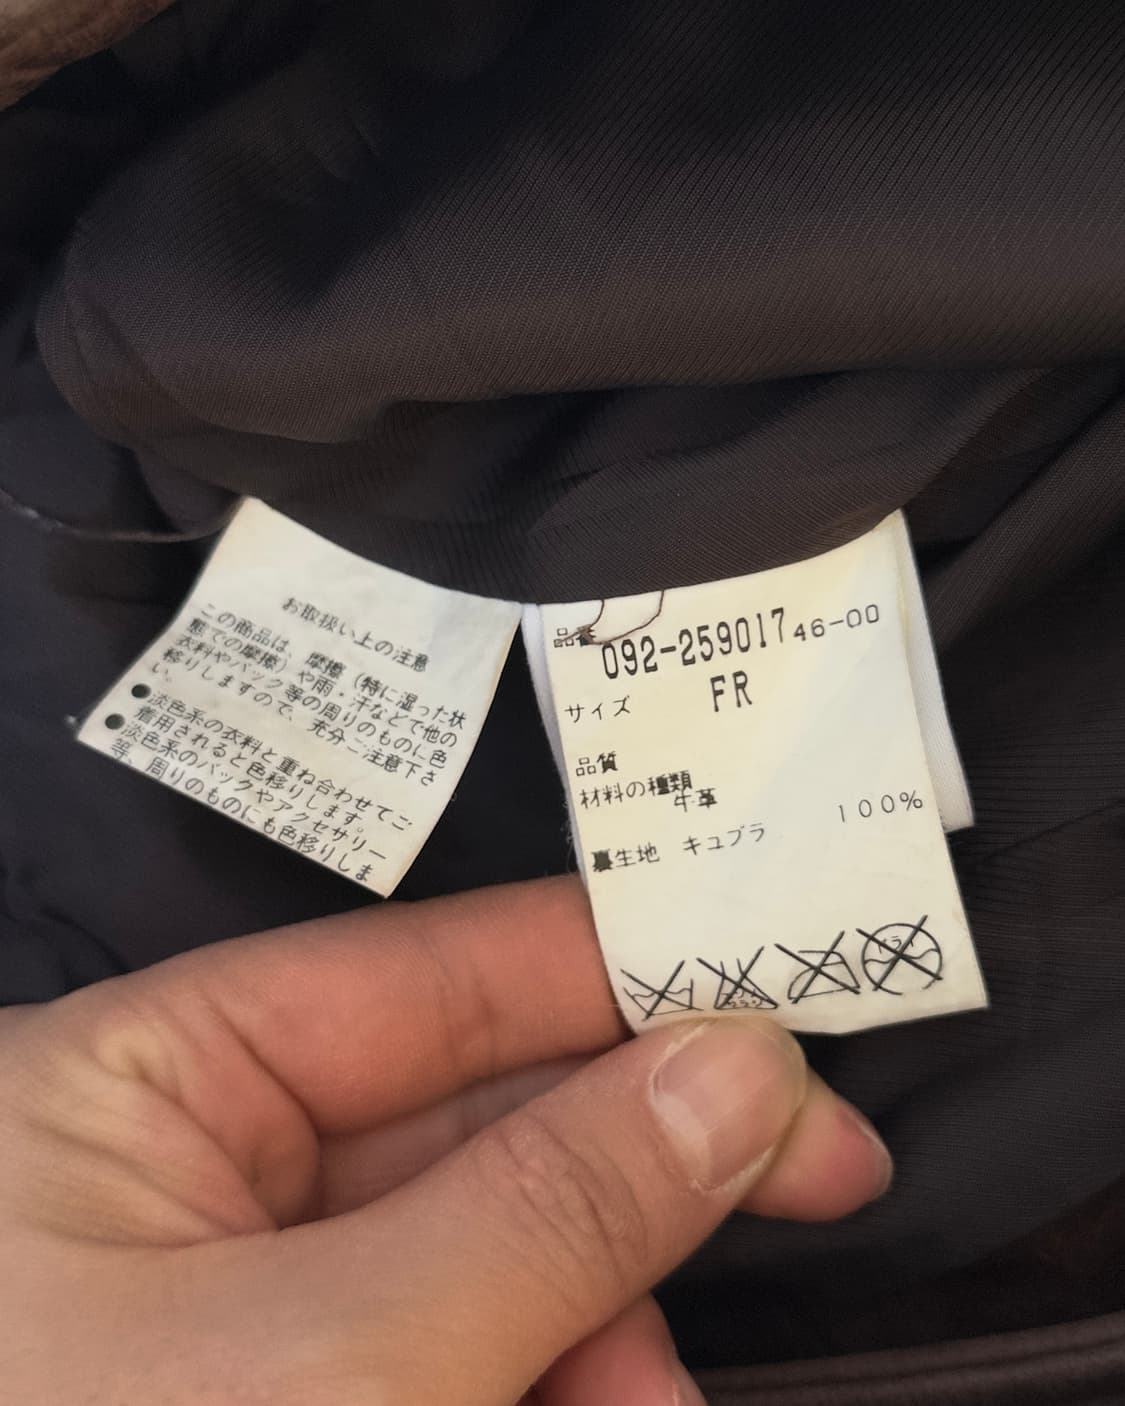 お取扱い上の注意
この商品は、摩擦（特に湿った状
態での摩擦）や雨、汗などで他の
衣料やバック等の周りのものに色
移りしますので、充分ご注意下さ
い。
●淡色系の衣料と重ね合わせてご
着用されると色移りします。
●淡色系のバックやアクセサリー
等、周りのものにも色移りしま
品番 092-259017 46-00
サイズ FR
品質
材料の種類
牛革 100%
裏生地 キュプラ
ドライ